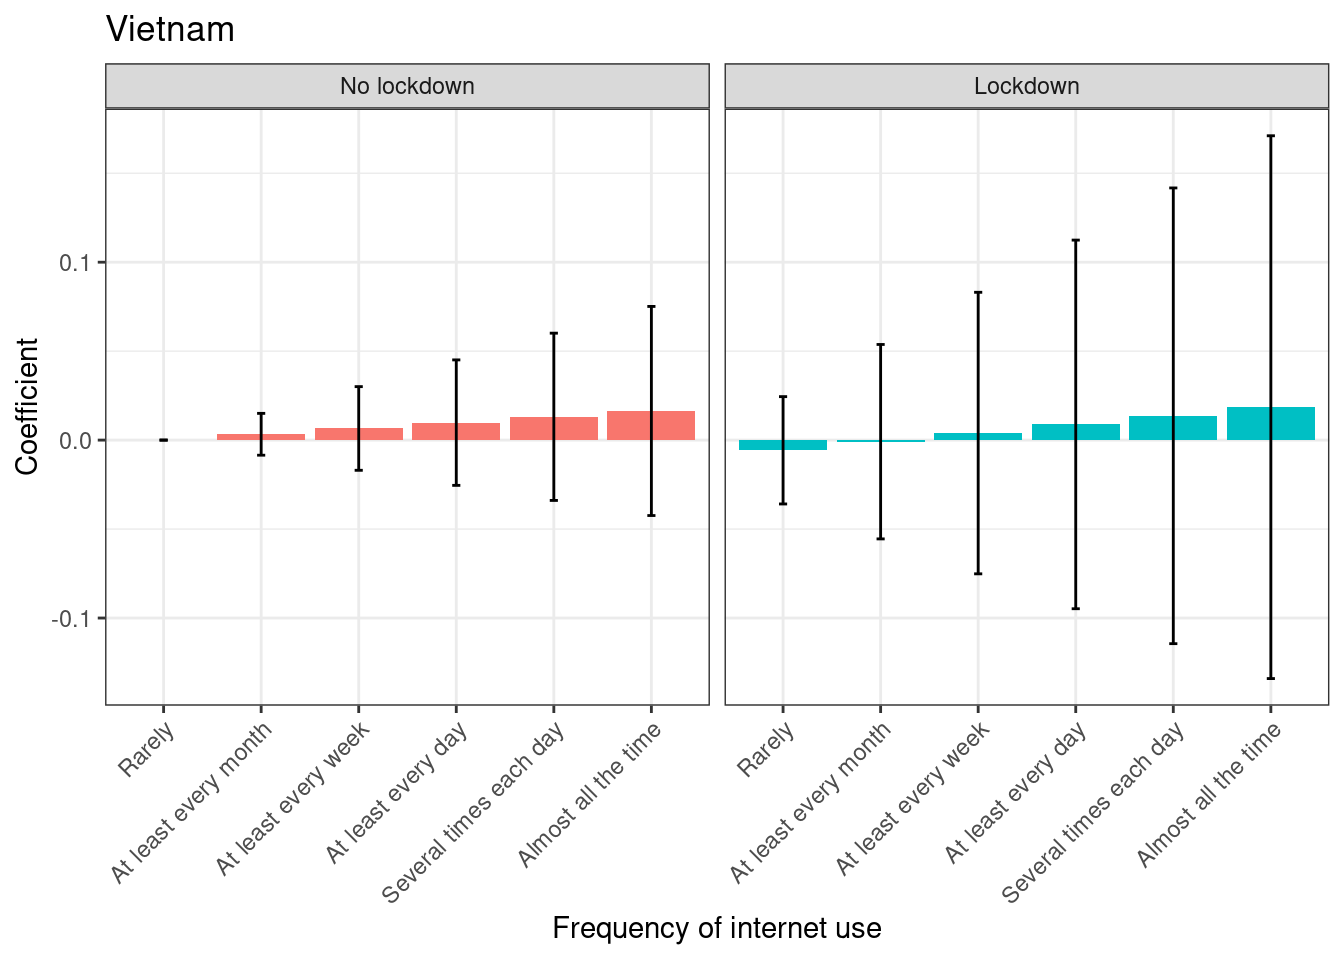 Vietnam
No lockdown
Lockdown
Coefficient
0.1
0.0
-0.1
Rarely
At least every month
At least every week
At least every day
Several times each day
Almost all the time
Rarely
At least every month
At least every week
At least every day
Several times each day
Almost all the time
Frequency of internet use